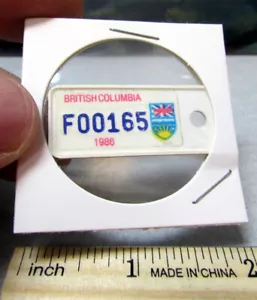 BRITISH COLUMBIA
F00165
1986
inch 1 2
MADE IN CHINA